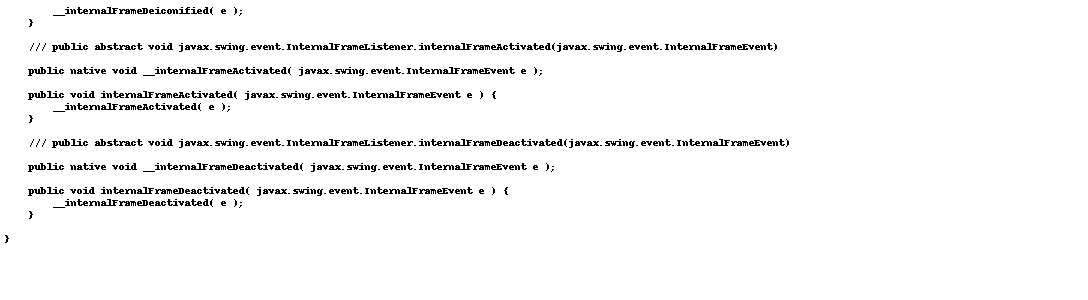 __internalFrameDeiconified( e );
    }
    /// public abstract void javax.swing.event.InternalFrameListener.internalFrameActivated(javax.swing.event.InternalFrameEvent)
    public native void __internalFrameActivated( javax.swing.event.InternalFrameEvent e );
    public void internalFrameActivated( javax.swing.event.InternalFrameEvent e ) {
        __internalFrameActivated( e );
    }
    /// public abstract void javax.swing.event.InternalFrameListener.internalFrameDeactivated(javax.swing.event.InternalFrameEvent)
    public native void __internalFrameDeactivated( javax.swing.event.InternalFrameEvent e );
    public void internalFrameDeactivated( javax.swing.event.InternalFrameEvent e ) {
        __internalFrameDeactivated( e );
    }
}